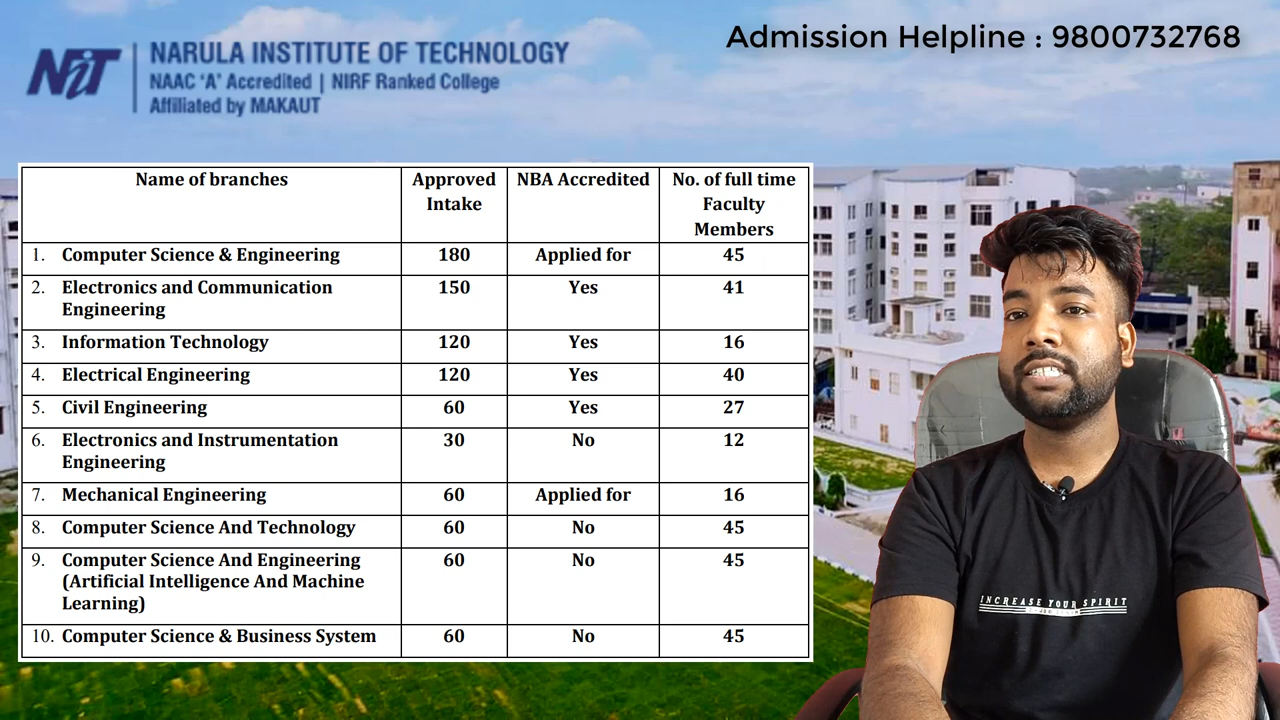 Admission Helpline : 9800732768
NiT
NARULA INSTITUTE OF TECHNOLOGY
NAAC ‘A’ Accredited | NIRF Ranked College
Affiliated by MAKAUT
Name of branches Approved Intake NBA Accredited No. of full time Faculty Members
1. Computer Science & Engineering 180 Applied for 45
2. Electronics and Communication Engineering 150 Yes 41
3. Information Technology 120 Yes 16
4. Electrical Engineering 120 Yes 40
5. Civil Engineering 60 Yes 27
6. Electronics and Instrumentation Engineering 30 No 12
7. Mechanical Engineering 60 Applied for 16
8. Computer Science And Technology 60 No 45
9. Computer Science And Engineering (Artificial Intelligence And Machine Learning) 60 No 45
10. Computer Science & Business System 60 No 45
INCREASE YOUR SPIRIT